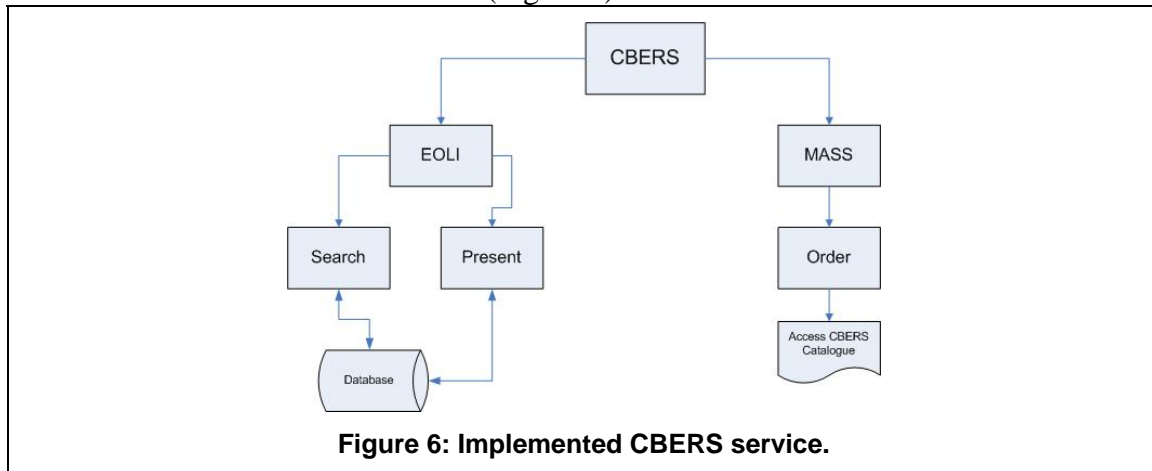 CBERS
EOLI
MASS
Search
Present
Order
Database
Access CBERS
Catalogue
Figure 6: Implemented CBERS service.